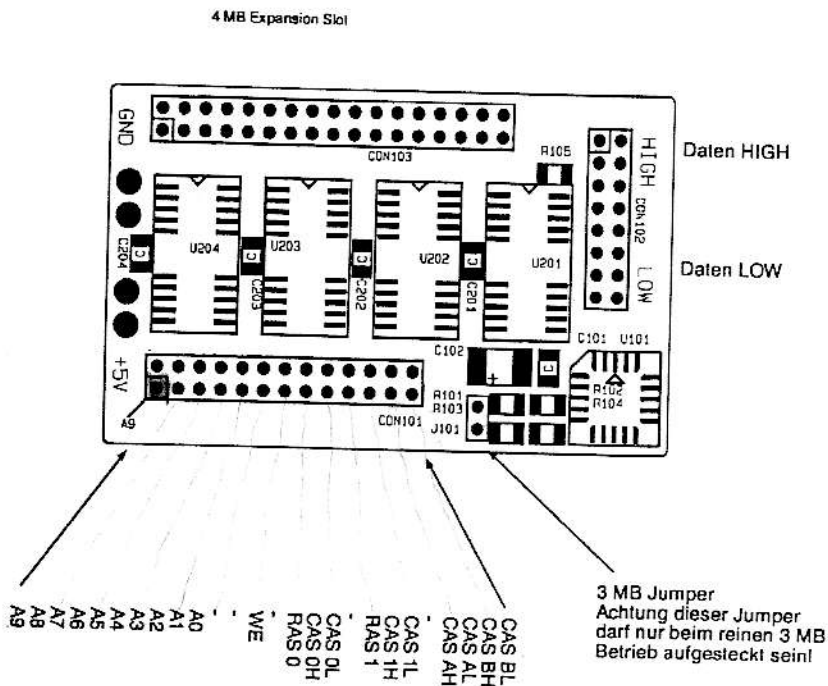 4 MB Expansion Slot
GND
CON103
R105
HIGH
CON102
LOW
Daten HIGH
Daten LOW
C204
U204
C
C203
U203
C
C202
U202
C
C201
U201
C
+5V
A9
CON101
C102
+
C
C101 U101
R101
R103
J101
R102
R104
A9
A8
A7
A6
A5
A4
A3
A2
A1
A0
-
-
WE
-
RAS 0
CAS 0H
CAS 0L
-
RAS 1
CAS 1H
CAS 1L
-
CAS AH
CAS AL
CAS BH
CAS BL
3 MB Jumper
Achtung dieser Jumper
darf nur beim reinen 3 MB
Betrieb aufgesteckt sein!